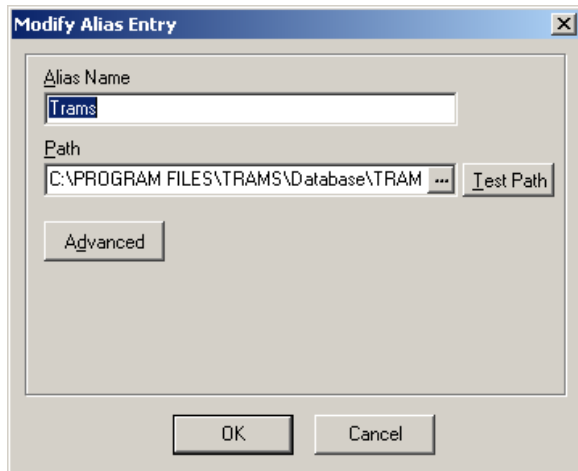 Modify Alias Entry
Alias Name
Trams
Path
C:\PROGRAM FILES\TRAMS\Database\TRAM ... Test Path
Advanced
OK Cancel